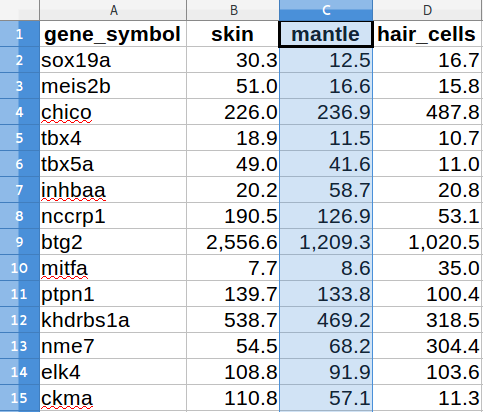 A B C D
1 gene_symbol skin mantle hair_cells
2 sox19a 30.3 12.5 16.7
3 meis2b 51.0 16.6 15.8
4 chico 226.0 236.9 487.8
5 tbx4 18.9 11.5 10.7
6 tbx5a 49.0 41.6 11.0
7 inhbaa 20.2 58.7 20.8
8 nccrp1 190.5 126.9 53.1
9 btg2 2,556.6 1,209.3 1,020.5
10 mitfa 7.7 8.6 35.0
11 ptpn1 139.7 133.8 100.4
12 khdrbs1a 538.7 469.2 318.5
13 nme7 54.5 68.2 304.4
14 elk4 108.8 91.9 103.6
15 ckma 110.8 57.1 11.3